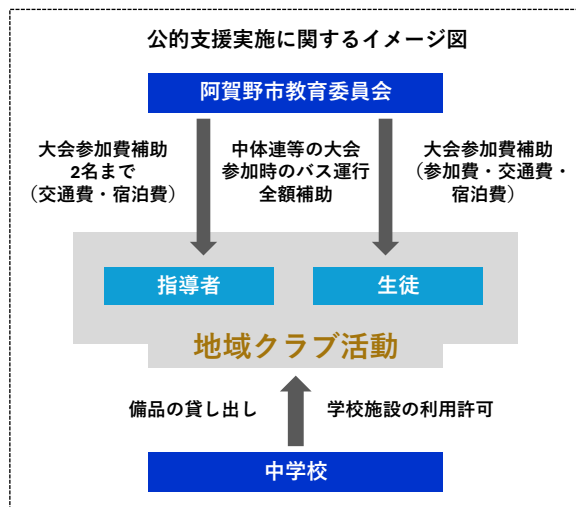 公的支援実施に関するイメージ図
阿賀野市教育委員会
大会参加費補助
2名まで
（交通費・宿泊費）
中体連等の大会
参加時のバス運行
全額補助
大会参加費補助
（参加費・交通費・
宿泊費）
指導者
生徒
地域クラブ活動
備品の貸し出し
学校施設の利用許可
中学校